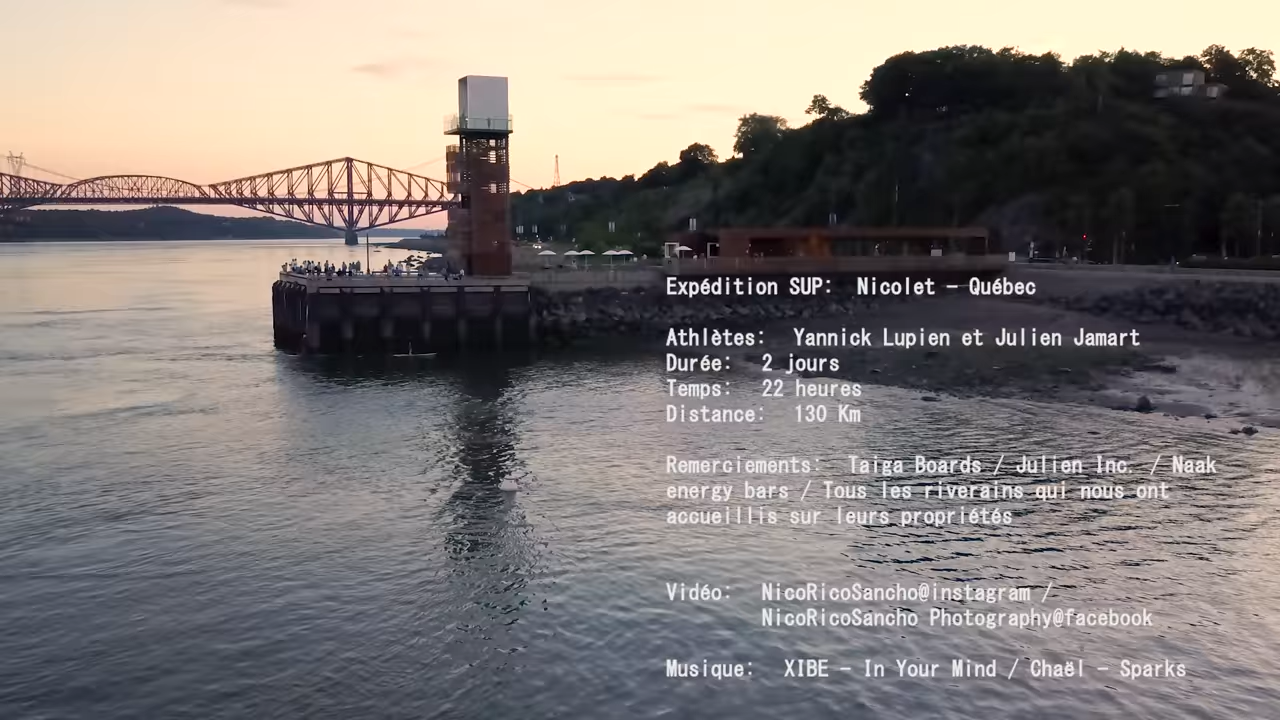 Expédition SUP: Nicolet - Québec
Athlètes: Yannick Lupien et Julien Jamart
Durée: 2 jours
Temps: 22 heures
Distance: 130 Km
Remerciements: Taiga Boards / Julien Inc. / Naak
energy bars / Tous les riverains qui nous ont
accueillis sur leurs propriétés
Vidéo: NicoRicoSancho@instagram /
NicoRicoSancho Photography@facebook
Musique: XIBE - In Your Mind / Chaël - Sparks